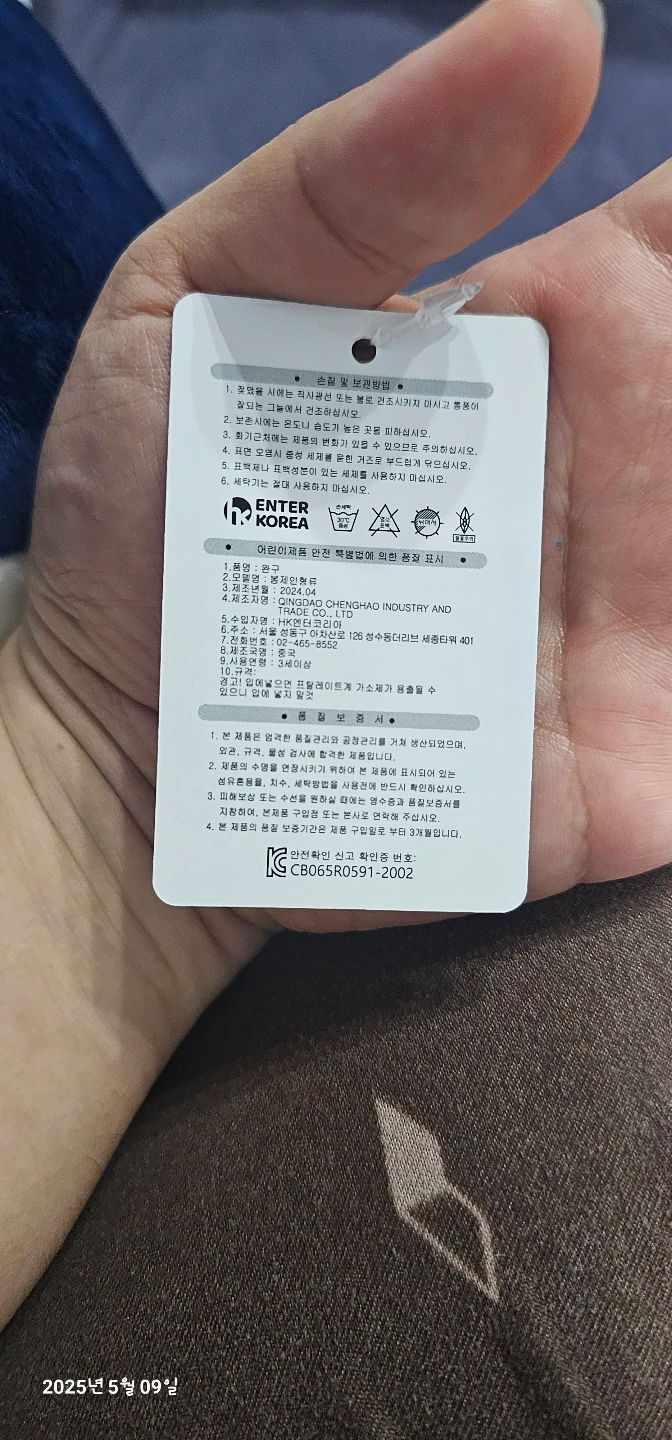 손질 및 보관방법
1. 젖었을 시에는 직사광선 또는 불로 건조시키지 마시고 통풍이
잘되는 그늘에서 건조하십시오.
2. 보존시에는 온도나 습도가 높은 곳을 피하십시오.
3. 화기근처에는 제품의 변화가 있을 수 있으므로 주의하십시오.
4. 표면 오염시 중성 세제를 묻힌 거즈로 부드럽게 닦으십시오.
5. 표백제나 표백성분이 있는 세제를 사용하지 마십시오.
6. 세탁기는 절대 사용하지 마십시오.
ENTER
KOREA
손세탁
30℃
중성
염소
표백
드라이
어린이제품 안전 특별법에 의한 품질 표시
1.품명 : 완구
2.모델명 : 봉제인형류
3.제조년월 : 2024.04
4.제조자명 : QINGDAO CHENGHAO INDUSTRY AND
TRADE CO., LTD
5.수입자명 : HK엔터코리아
6.주소 : 서울 성동구 아차산로 126 성수동더리브 세종타워 401
7.전화번호 : 02-465-8552
8.제조국명 : 중국
9.사용연령 : 3세이상
10.규격:
경고! 입에넣으면 프탈레이트계 가소제가 용출될 수
있으니 입에 넣지 말것
품 질 보 증 서
1. 본 제품은 엄격한 품질관리와 공정관리를 거쳐 생산되었으며,
외관, 규격, 물성 검사에 합격한 제품입니다.
2. 제품의 수명을 연장시키기 위하여 본 제품에 표시되어 있는
섬유혼용율, 치수, 세탁방법을 사용전에 반드시 확인하십시오.
3. 피해보상 또는 수선을 원하실 때에는 영수증과 품질보증서를
지참하여, 본제품 구입점 또는 본사로 연락해 주십시오.
4. 본 제품의 품질 보증기간은 제품 구입일로 부터 3개월입니다.
안전확인 신고 확인증 번호:
CB065R0591-2002
2025년 5월 09일